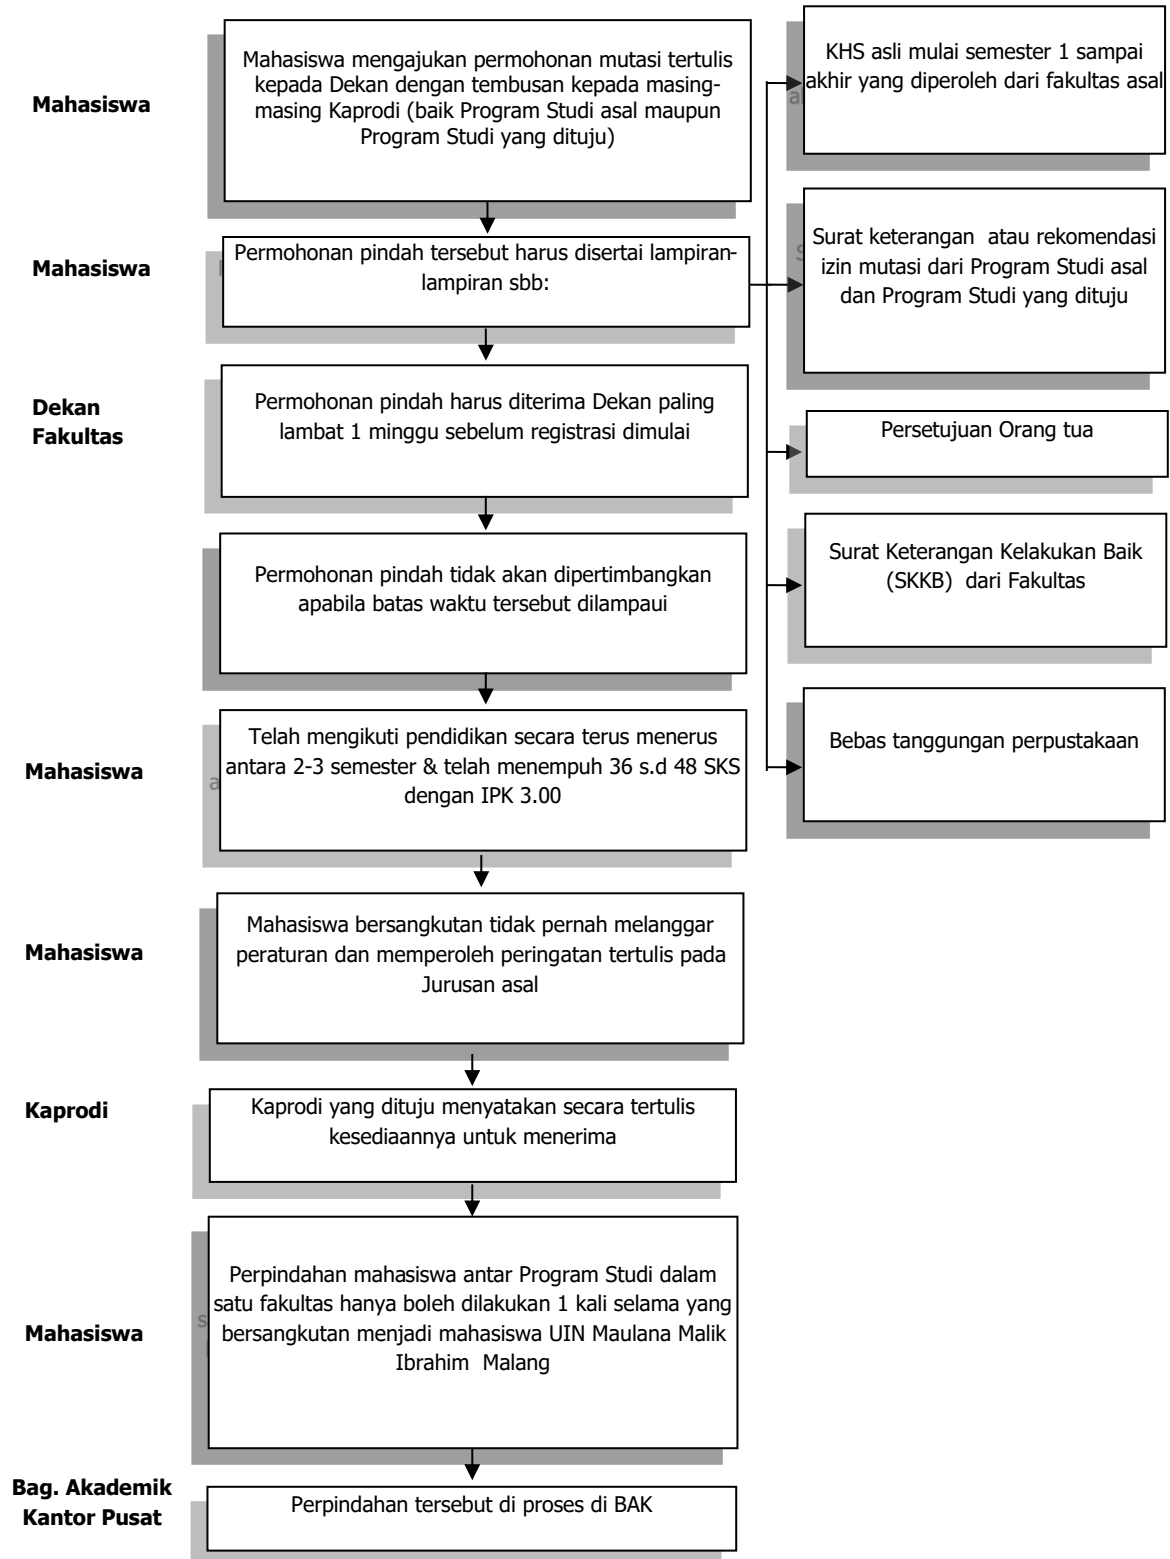 Mahasiswa
Mahasiswa mengajukan permohonan mutasi tertulis
kepada Dekan dengan tembusan kepada masing-
masing Kaprodi (baik Program Studi asal maupun
Program Studi yang dituju)
Mahasiswa
Permohonan pindah tersebut harus disertai lampiran-
lampiran sbb:
KHS asli mulai semester 1 sampai
akhir yang diperoleh dari fakultas asal
Surat keterangan atau rekomendasi
izin mutasi dari Program Studi asal
dan Program Studi yang dituju
Persetujuan Orang tua
Surat Keterangan Kelakukan Baik
(SKKB) dari Fakultas
Bebas tanggungan perpustakaan
Dekan
Fakultas
Permohonan pindah harus diterima Dekan paling
lambat 1 minggu sebelum registrasi dimulai
Permohonan pindah tidak akan dipertimbangkan
apabila batas waktu tersebut dilampaui
Mahasiswa
Telah mengikuti pendidikan secara terus menerus
antara 2-3 semester & telah menempuh 36 s.d 48 SKS
dengan IPK 3.00
Mahasiswa
Mahasiswa bersangkutan tidak pernah melanggar
peraturan dan memperoleh peringatan tertulis pada
Jurusan asal
Kaprodi
Kaprodi yang dituju menyatakan secara tertulis
kesediaannya untuk menerima
Mahasiswa
Perpindahan mahasiswa antar Program Studi dalam
satu fakultas hanya boleh dilakukan 1 kali selama yang
bersangkutan menjadi mahasiswa UIN Maulana Malik
Ibrahim Malang
Bag. Akademik
Kantor Pusat
Perpindahan tersebut di proses di BAK